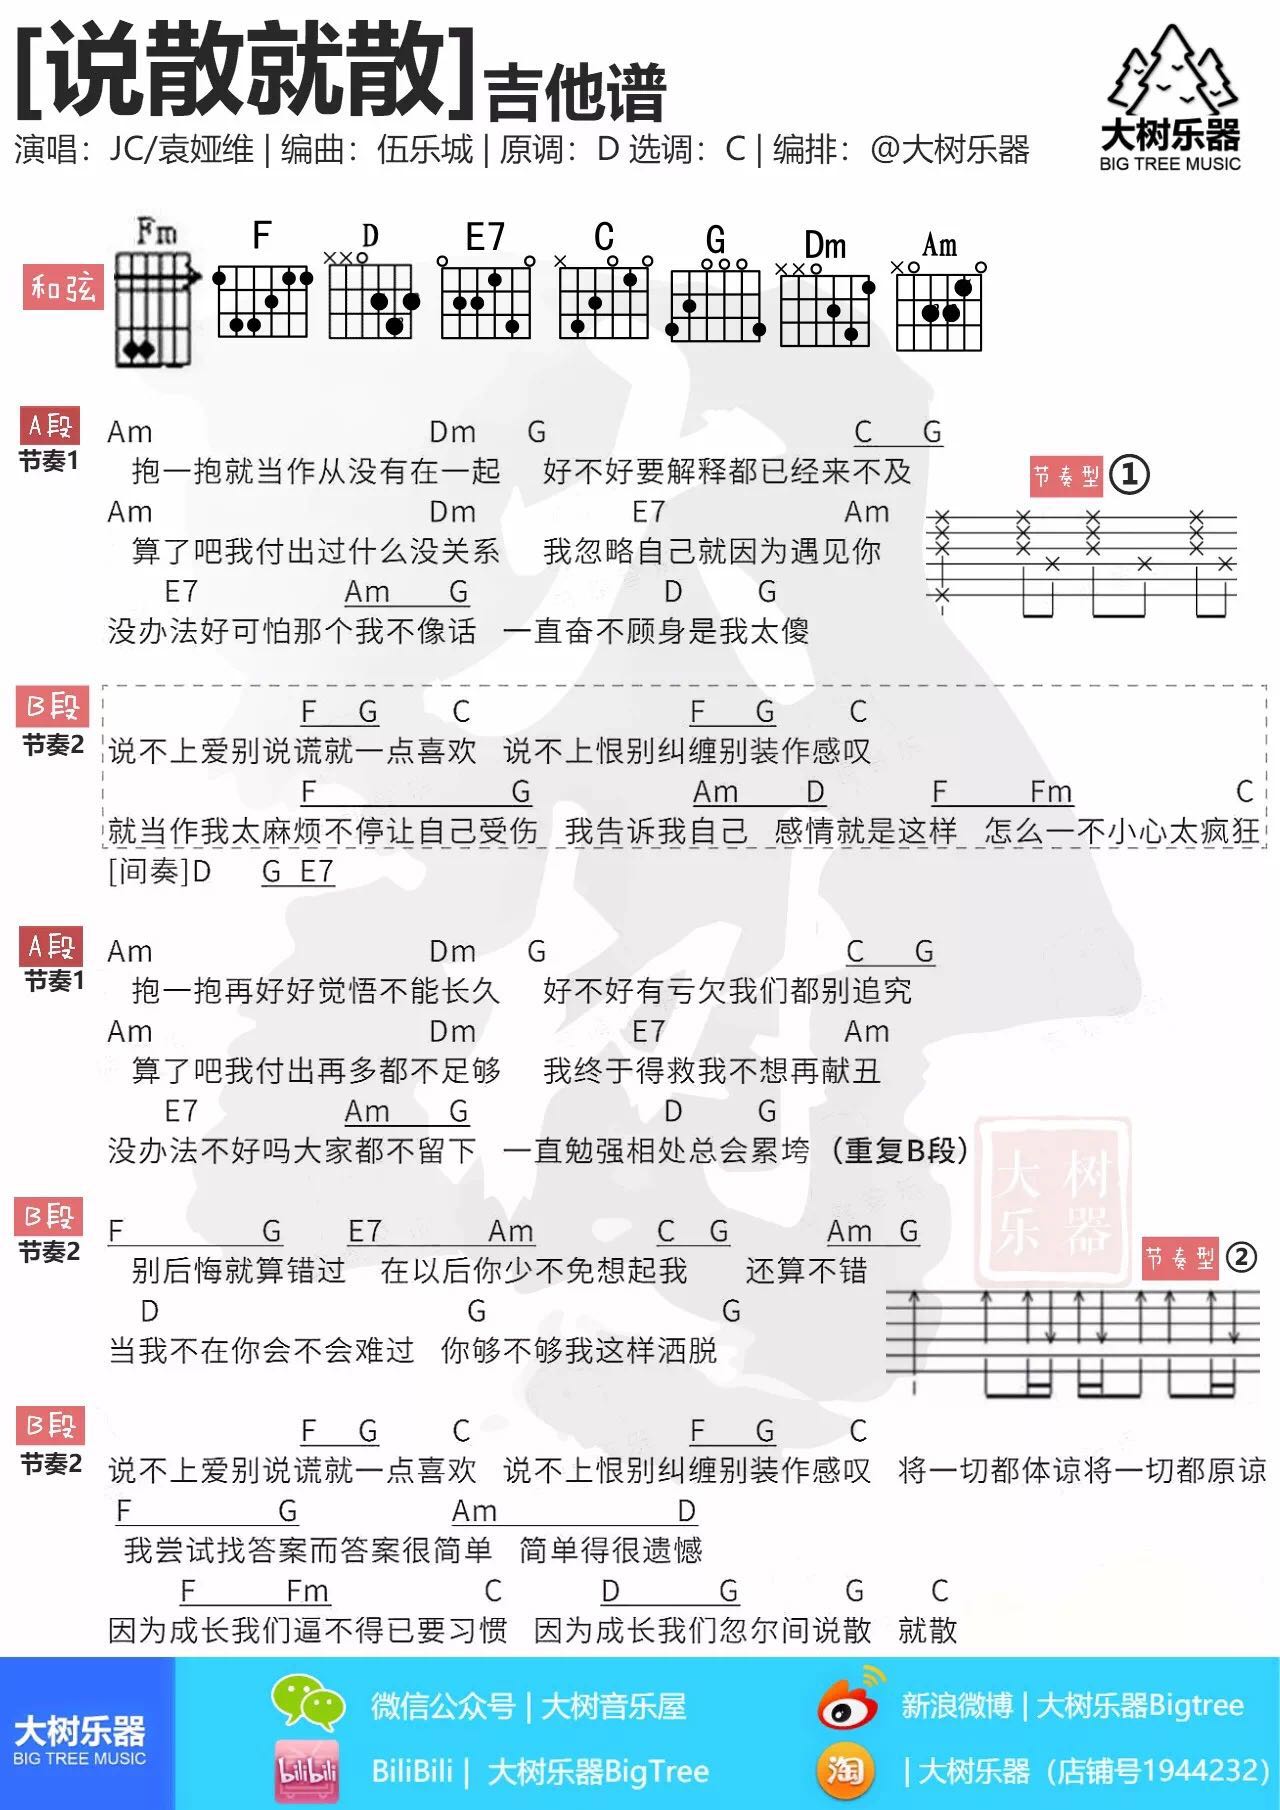 [说散就散]吉他谱
演唱：JC/袁娅维 | 编曲：伍乐城 | 原调：D 选调：C | 编排：@大树乐器
大树乐器
BIG TREE MUSIC
和弦
Fm F D E7 C G Dm Am
A段
节奏1
Am Dm G C G
抱一抱就当作从没有在一起 好不好要解释都已经来不及
Am Dm E7 Am
算了吧我付出过什么没关系 我忽略自己就因为遇见你
E7 Am G D G
没办法好可怕那个我不像话 一直奋不顾身是我太傻
节奏型 ①
B段
节奏2
F G C F G C
说不上爱别说谎就一点喜欢 说不上恨别纠缠别装作感叹
F G Am D F Fm C
就当作我太麻烦不停让自己受伤 我告诉我自己 感情就是这样 怎么一不小心太疯狂
[间奏]D G E7
A段
节奏1
Am Dm G C G
抱一抱再好好觉悟不能长久 好不好有亏欠我们都别追究
Am Dm E7 Am
算了吧我付出再多都不足够 我终于得救我不想再献丑
E7 Am G D G
没办法不好吗大家都不留下 一直勉强相处总会累垮（重复B段）
大树
乐器
B段
节奏2
F G E7 Am C G Am G
别后悔就算错过 在以后你少不免想起我 还算不错
D G G
当我不在你会不会难过 你够不够我这样洒脱
节奏型 ②
B段
节奏2
F G C F G C
说不上爱别说谎就一点喜欢 说不上恨别纠缠别装作感叹 将一切都体谅将一切都原谅
F G Am D
我尝试找答案而答案很简单 简单得很遗憾
F Fm C D G G C
因为成长我们逼不得已要习惯 因为成长我们忽尔间说散 就散
大树乐器
BIG TREE MUSIC
微信公众号 | 大树音乐屋
新浪微博 | 大树乐器Bigtree
bilibili
BiliBili | 大树乐器BigTree
淘
| 大树乐器（店铺号1944232）